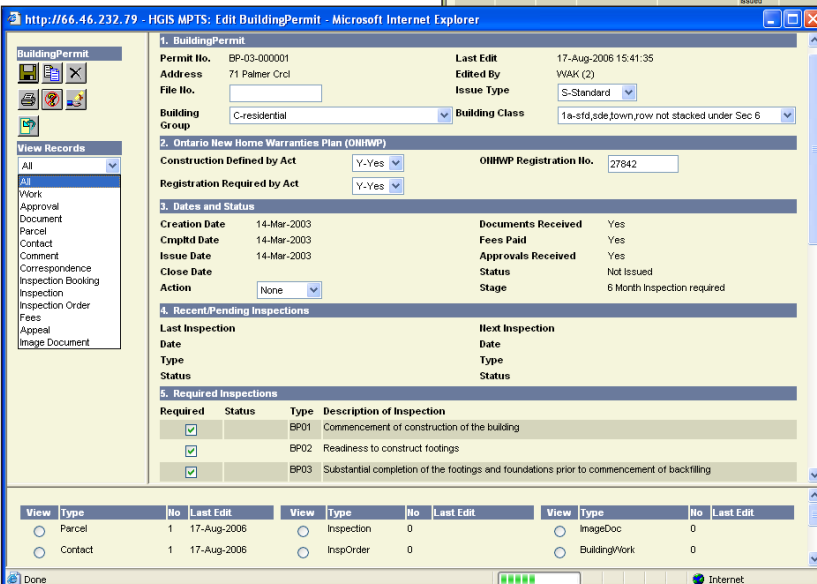 Issued
http://66.46.232.79 - HGIS MPTS: Edit BuildingPermit - Microsoft Internet Explorer
BuildingPermit
View Records
All
All
Work
Approval
Document
Parcel
Contact
Comment
Correspondence
Inspection Booking
Inspection
Inspection Order
Fees
Appeal
Image Document
1. BuildingPermit
Permit No. BP-03-000001 Last Edit 17-Aug-2006 15:41:35
Address 71 Palmer Crcl Edited By WAK (2)
File No. Issue Type S-Standard
Building Group C-residential Building Class 1a-sfd,sde,town,row not stacked under Sec 6
2. Ontario New Home Warranties Plan (ONHWP)
Construction Defined by Act Y-Yes ONHWP Registration No. 27842
Registration Required by Act Y-Yes
3. Dates and Status
Creation Date 14-Mar-2003 Documents Received Yes
Cmpltd Date 14-Mar-2003 Fees Paid Yes
Issue Date 14-Mar-2003 Approvals Received Yes
Close Date Status Not Issued
Action None Stage 6 Month Inspection required
4. Recent/Pending Inspections
Last Inspection Next Inspection
Date Date
Type Type
Status Status
5. Required Inspections
Required Status Type Description of Inspection
BP01 Commencement of construction of the building
BP02 Readiness to construct footings
BP03 Substantial completion of the footings and foundations prior to commencement of backfilling
View Type No Last Edit View Type No Last Edit View Type No Last Edit
Parcel 1 17-Aug-2006 Inspection 0 ImageDoc 0
Contact 1 17-Aug-2006 InspOrder 0 BuildingWork 0
Done Internet